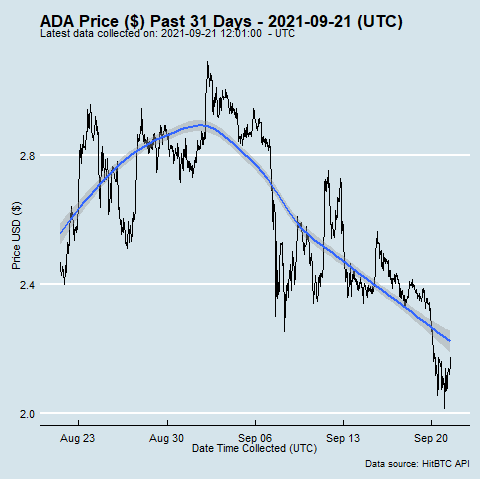 ADA Price ($) Past 31 Days - 2021-09-21 (UTC)
Latest data collected on: 2021-09-21 12:01:00 - UTC
Price USD ($)
2.8
2.4
2.0
Aug 23 Aug 30 Sep 06 Sep 13 Sep 20
Date Time Collected (UTC)
Data source: HitBTC API